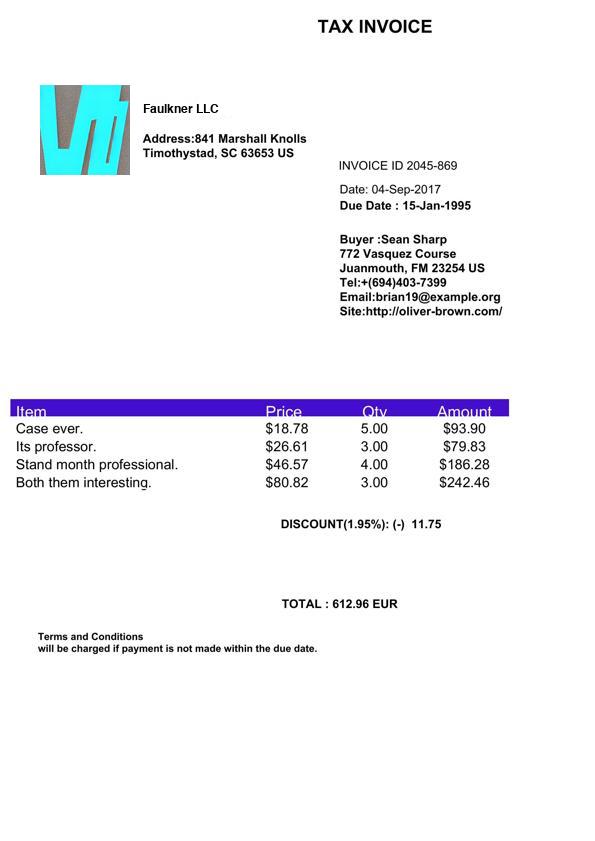 TAX INVOICE
Faulkner LLC
Address:841 Marshall Knolls
Timothystad, SC 63653 US
INVOICE ID 2045-869
Date: 04-Sep-2017
Due Date : 15-Jan-1995
Buyer :Sean Sharp
772 Vasquez Course
Juanmouth, FM 23254 US
Tel:+(694)403-7399
Email:brian19@example.org
Site:http://oliver-brown.com/
Item Price Qty Amount
Case ever. $18.78 5.00 $93.90
Its professor. $26.61 3.00 $79.83
Stand month professional. $46.57 4.00 $186.28
Both them interesting. $80.82 3.00 $242.46
DISCOUNT(1.95%): (-) 11.75
TOTAL : 612.96 EUR
Terms and Conditions
will be charged if payment is not made within the due date.